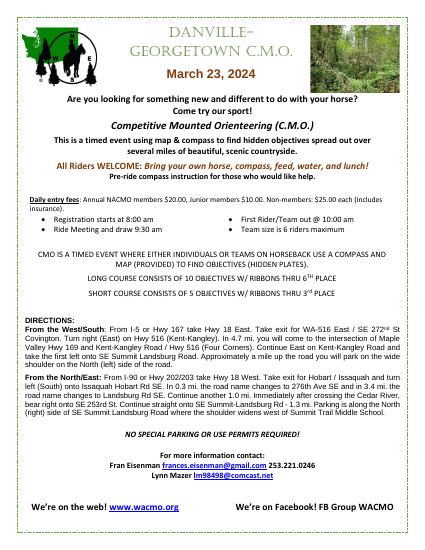 DANVILLE-
GEORGETOWN C.M.O.
March 23, 2024
N
W E
S
Are you looking for something new and different to do with your horse?
Come try our sport!
Competitive Mounted Orienteering (C.M.O.)
This is a timed event using map & compass to find hidden objectives spread out over
several miles of beautiful, scenic countryside.
All Riders WELCOME: Bring your own horse, compass, feed, water, and lunch!
Pre-ride compass instruction for those who would like help.
Daily entry fees: Annual NACMO members $20.00, Junior members $10.00. Non-members: $25.00 each (Includes
insurance).
• Registration starts at 8:00 am
• Ride Meeting and draw 9:30 am
• First Rider/Team out @ 10:00 am
• Team size is 6 riders maximum
CMO IS A TIMED EVENT WHERE EITHER INDIVIDUALS OR TEAMS ON HORSEBACK USE A COMPASS AND
MAP (PROVIDED) TO FIND OBJECTIVES (HIDDEN PLATES).
LONG COURSE CONSISTS OF 10 OBJECTIVES W/ RIBBONS THRU 6TH PLACE
SHORT COURSE CONSISTS OF 5 OBJECTIVES W/ RIBBONS THRU 3rd PLACE
DIRECTIONS:
From the West/South: From I-5 or Hwy 167 take Hwy 18 East. Take exit for WA-516 East / SE 272nd St
Covington. Turn right (East) on Hwy 516 (Kent-Kangley). In 4.7 mi. you will come to the intersection of Maple
Valley Hwy 169 and Kent-Kangley Road / Hwy 516 (Four Corners). Continue East on Kent-Kangley Road and
take the first left onto SE Summit Landsburg Road. Approximately a mile up the road you will park on the wide
shoulder on the North (left) side of the road.
From the North/East: From I-90 or Hwy 202/203 take Hwy 18 West. Take exit for Hobart / Issaquah and turn
left (South) onto Issaquah Hobart Rd SE. In 0.3 mi. the road name changes to 276th Ave SE and in 3.4 mi. the
road name changes to Landsburg Rd SE. Continue another 1.0 mi. Immediately after crossing the Cedar River,
bear right onto SE 253rd St. Continue straight onto SE Summit-Landsburg Rd - 1.3 mi. Parking is along the North
(right) side of SE Summit Landsburg Road where the shoulder widens west of Summit Trail Middle School.
NO SPECIAL PARKING OR USE PERMITS REQUIRED!
For more information contact:
Fran Eisenman frances.eisenman@gmail.com 253.221.0246
Lynn Mazer lm98498@comcast.net
We're on the web! www.wacmo.org
We're on Facebook! FB Group WACMO